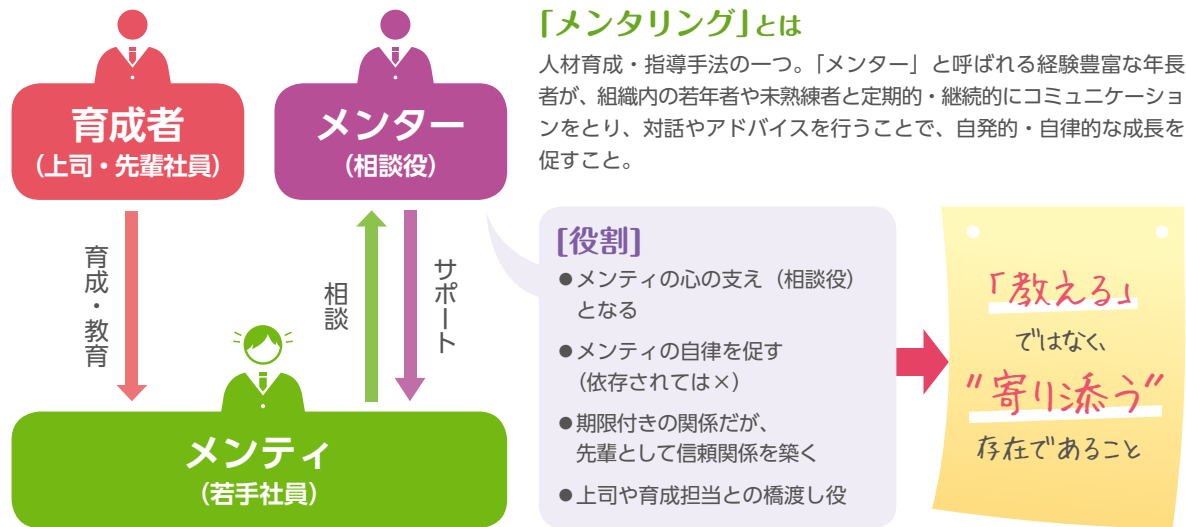 育成者
(上司・先輩社員)
メンター
(相談役)
育成・教育
相談
サポート
メンティ
(若手社員)
「メンタリング」とは
人材育成・指導手法の一つ。「メンター」と呼ばれる経験豊富な年長
者が、組織内の若年者や未熟練者と定期的・継続的にコミュニケーショ
ンをとり、対話やアドバイスを行うことで、自発的・自律的な成長を
促すこと。
[役割]
●メンティの心の支え（相談役）
となる
●メンティの自律を促す
（依存されては×）
●期限付きの関係だが、
先輩として信頼関係を築く
●上司や育成担当との橋渡し役
「教える」
ではなく、
“寄り添う”
存在であること